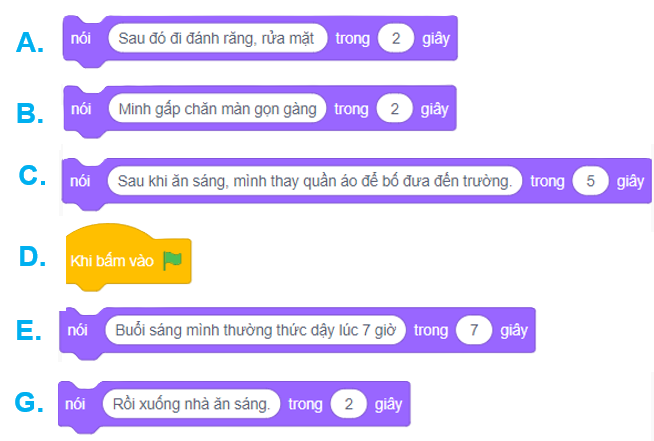 A. nói Sau đó đi đánh răng, rửa mặt trong 2 giây
B. nói Minh gấp chăn màn gọn gàng trong 2 giây
C. nói Sau khi ăn sáng, mình thay quần áo để bố đưa đến trường. trong 5 giây
D. Khi bấm vào
E. nói Buổi sáng mình thường thức dậy lúc 7 giờ trong 7 giây
G. nói Rồi xuống nhà ăn sáng. trong 2 giây